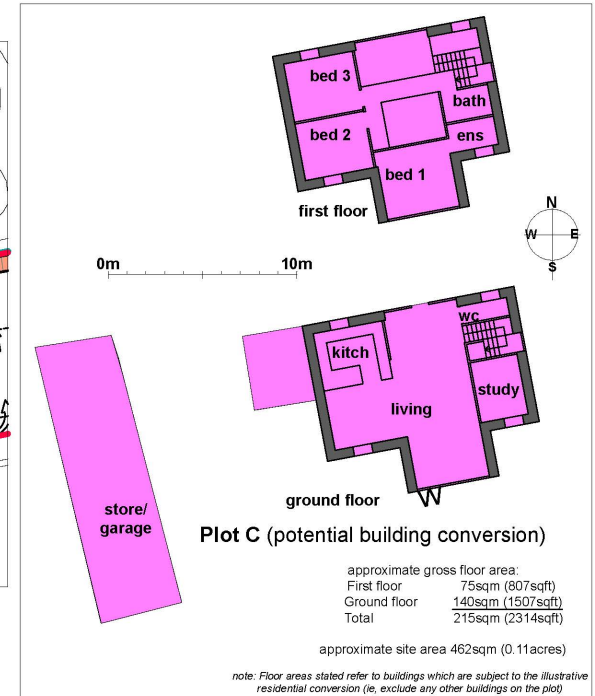 bed 3
bath
bed 2
ens
bed 1
first floor
N
W E
S
0m 10m
wc
kitch
study
living
ground floor
store/
garage
Plot C (potential building conversion)
approximate gross floor area:
First floor 75sqm (807sqft)
Ground floor 140sqm (1507sqft)
Total 215sqm (2314sqft)
approximate site area 462sqm (0.11acres)
note: Floor areas stated refer to buildings which are subject to the illustrative
residential conversion (ie, exclude any other buildings on the plot)